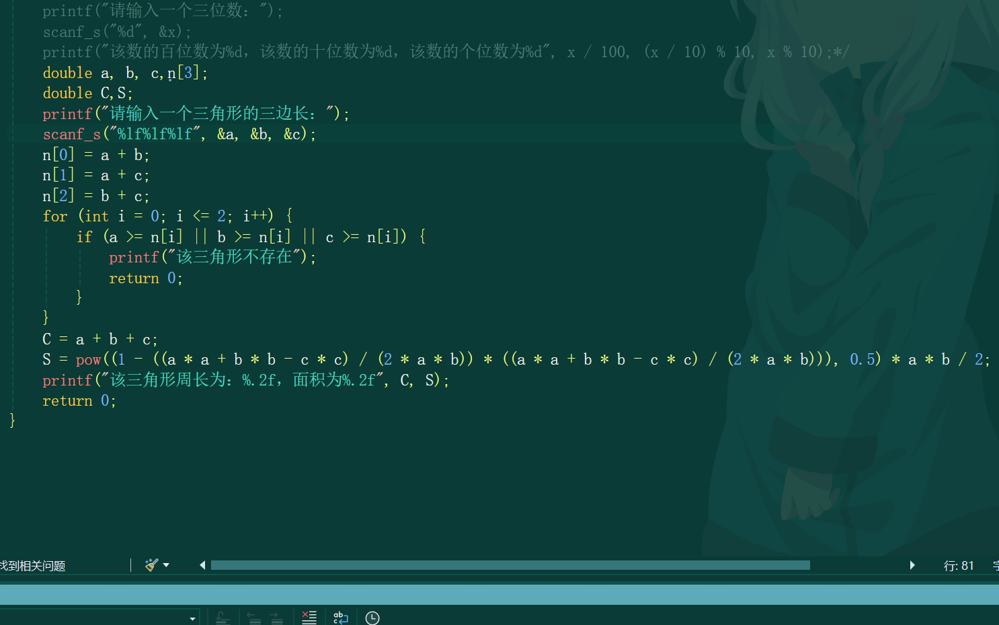 printf("请输入一个三位数：");
scanf_s("%d", &x);
printf("该数的百位数为%d，该数的十位数为%d，该数的个位数为%d", x / 100, (x / 10) % 10, x % 10);*/
double a, b, c,n[3];
double C,S;
printf("请输入一个三角形的三边长：");
scanf_s("%lf%lf%lf", &a, &b, &c);
n[0] = a + b;
n[1] = a + c;
n[2] = b + c;
for (int i = 0; i <= 2; i++) {
if (a >= n[i] || b >= n[i] || c >= n[i]) {
printf("该三角形不存在");
return 0;
}
}
C = a + b + c;
S = pow((1 - ((a * a + b * b - c * c) / (2 * a * b)) * ((a * a + b * b - c * c) / (2 * a * b))), 0.5) * a * b / 2;
printf("该三角形周长为：%.2f，面积为%.2f", C, S);
return 0;
}
找到相关问题
行: 81